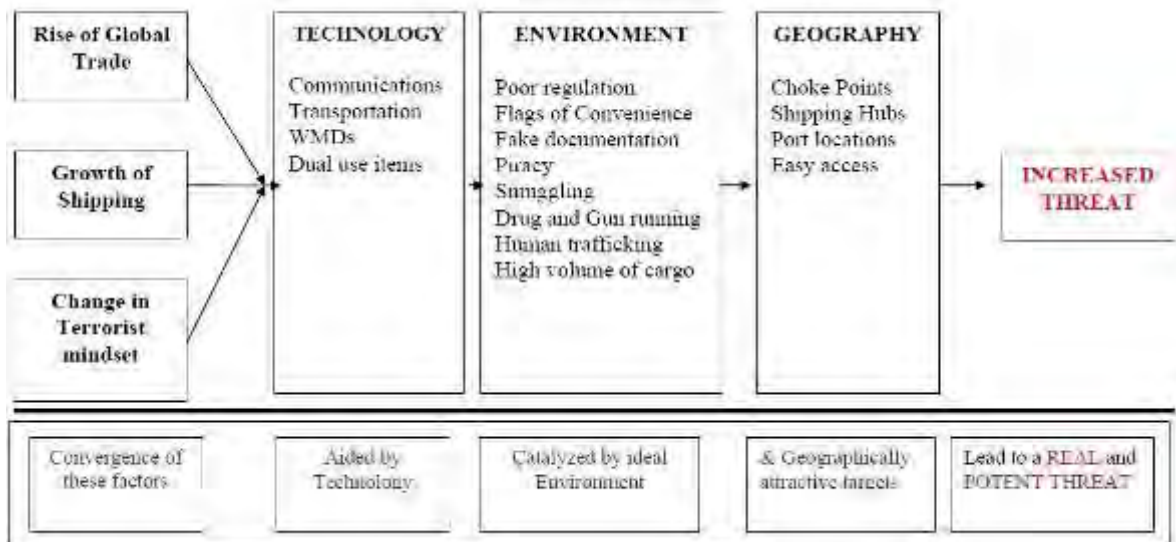 Rise of Global
Trade
Growth of
Shipping
Change in
Terrorist
mindset
TECHNOLOGY
Communications
Transportation
WMDs
Dual use items
ENVIRONMENT
Poor regulation
Flags of Convenience
Fake documentation
Piracy
Smuggling
Drug and Gun running
Human trafficking
High volume of cargo
GEOGRAPHY
Choke Points
Shipping Hubs
Port locations
Easy access
INCREASED
THREAT
Convergence of
these factors
Aided by
Technology
Catalyzed by ideal
Environment
& Geographically
attractive targets
Lead to a REAL and
POTENT THREAT